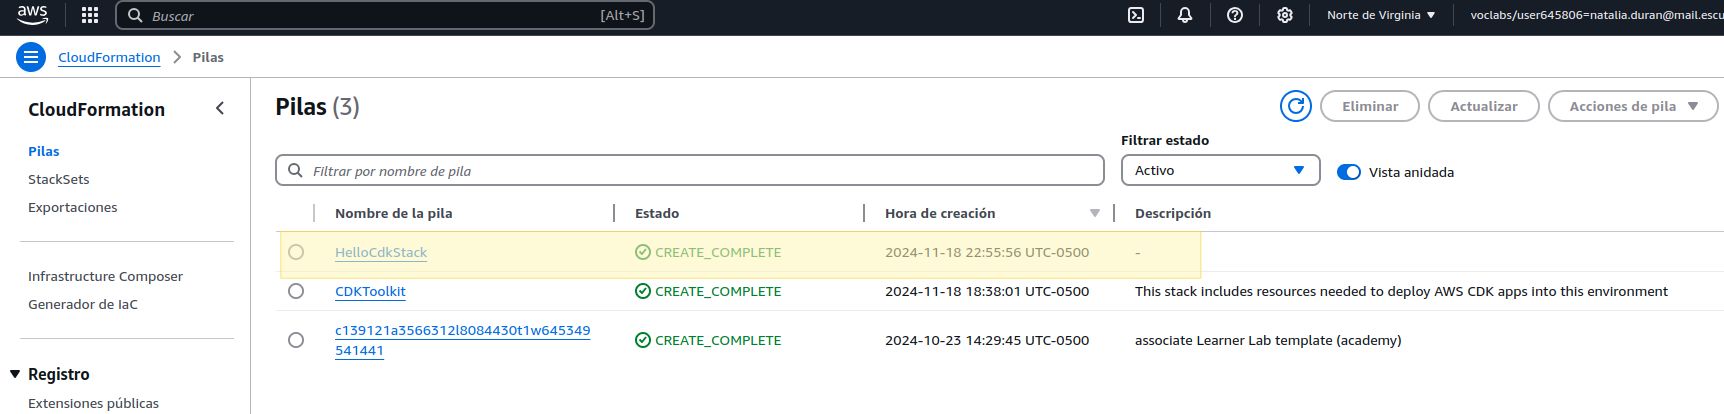 aws
Buscar
[Alt+S]
Norte de Virginia
voclabs/user645806=natalia.duran@mail.escu
CloudFormation
Pilas
CloudFormation
Pilas
StackSets
Exportaciones
Infrastructure Composer
Generador de IaC
Registro
Extensiones públicas
Pilas (3)
Eliminar
Actualizar
Acciones de pila
Filtrar estado
Filtrar por nombre de pila
Activo
Vista anidada
Nombre de la pila Estado Hora de creación Descripción
HelloCdkStack CREATE_COMPLETE 2024-11-18 22:55:56 UTC-0500 -
CDKToolkit CREATE_COMPLETE 2024-11-18 18:38:01 UTC-0500 This stack includes resources needed to deploy AWS CDK apps into this environment
c139121a3566312l8084430t1w645349
541441
CREATE_COMPLETE 2024-10-23 14:29:45 UTC-0500 associate Learner Lab template (academy)